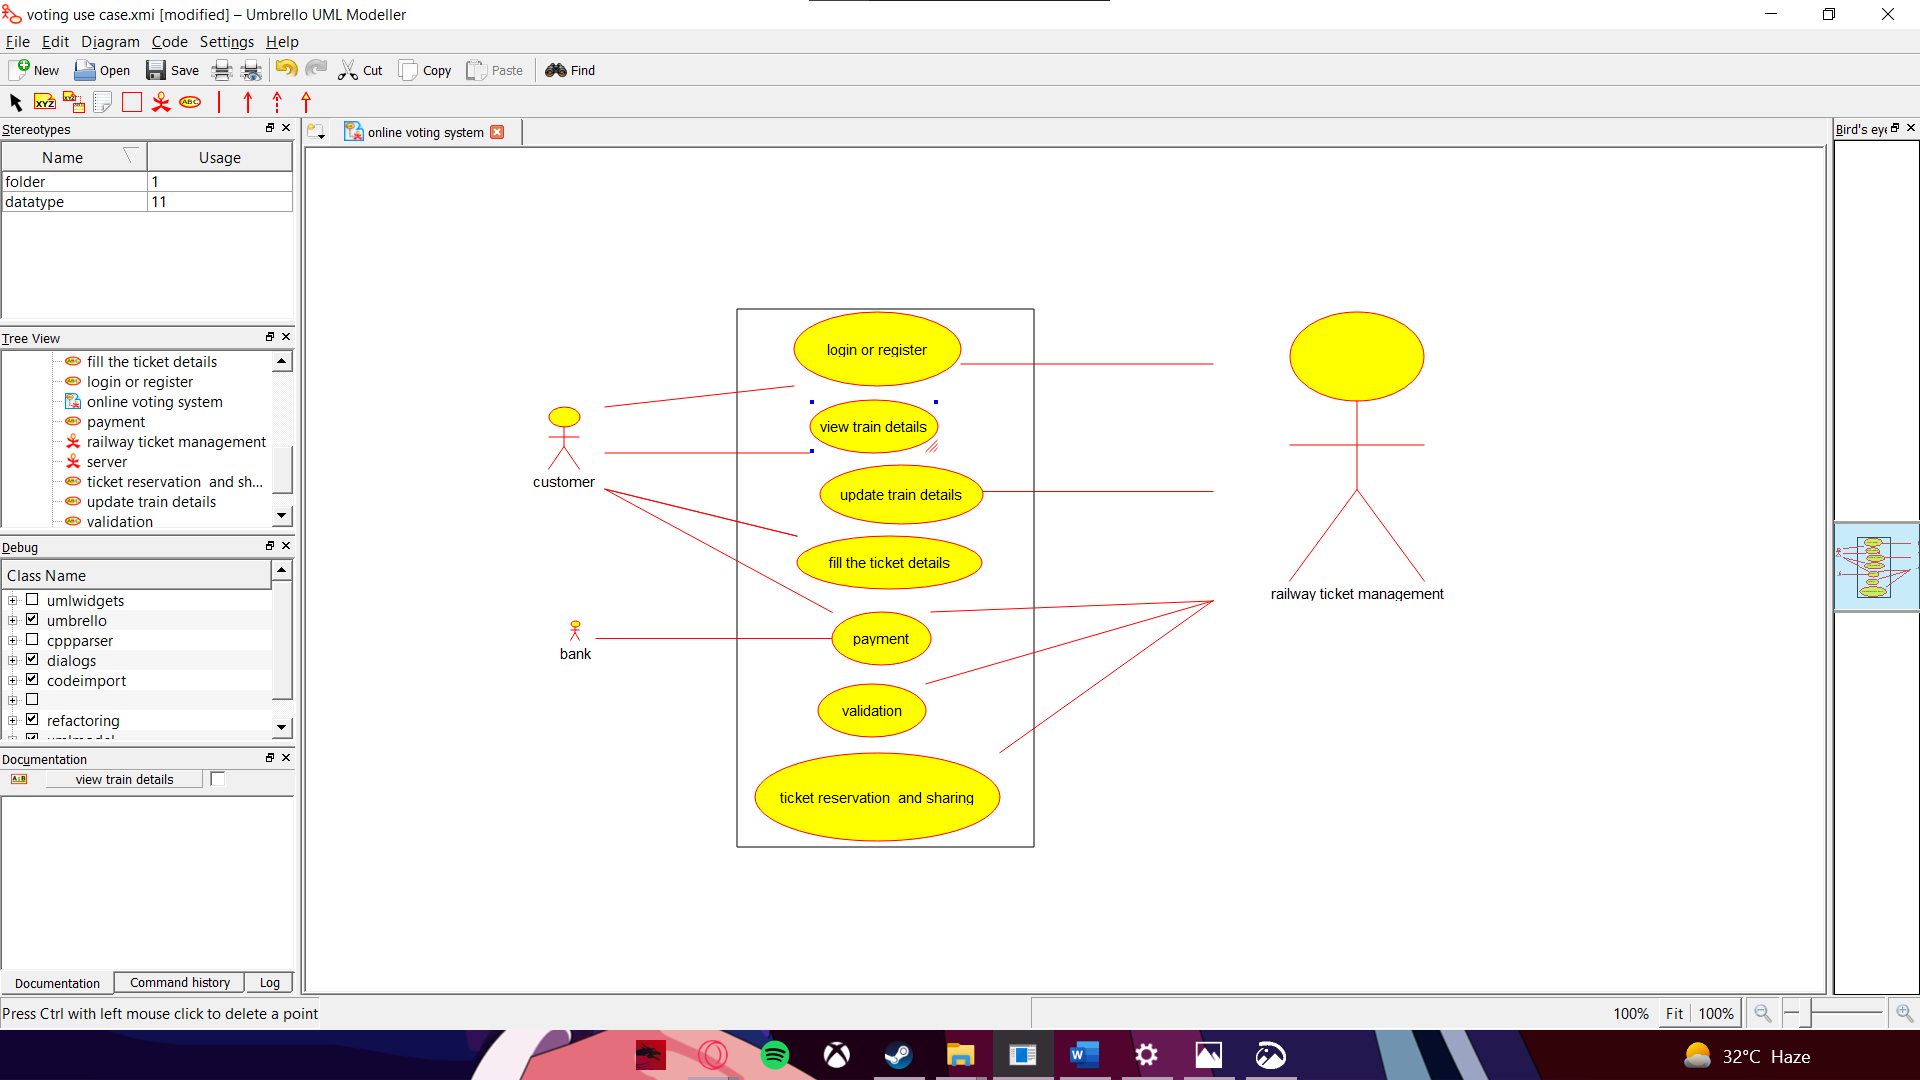 voting use case.xmi [modified] – Umbrello UML Modeller
File Edit Diagram Code Settings Help
New Open Save Cut Copy Paste Find
XYZ XYZ ABC
Stereotypes
Name Usage
folder 1
datatype 11
Tree View
fill the ticket details
login or register
online voting system
payment
railway ticket management
server
ticket reservation and sh...
update train details
validation
Debug
Class Name
umlwidgets
umbrello
cppparser
dialogs
codeimport
refactoring
umlmodel
Documentation
view train details
Documentation Command history Log
Press Ctrl with left mouse click to delete a point
online voting system
login or register
view train details
update train details
fill the ticket details
payment
validation
ticket reservation and sharing
customer
bank
railway ticket management
Bird's eye
100% Fit 100%
32°C Haze